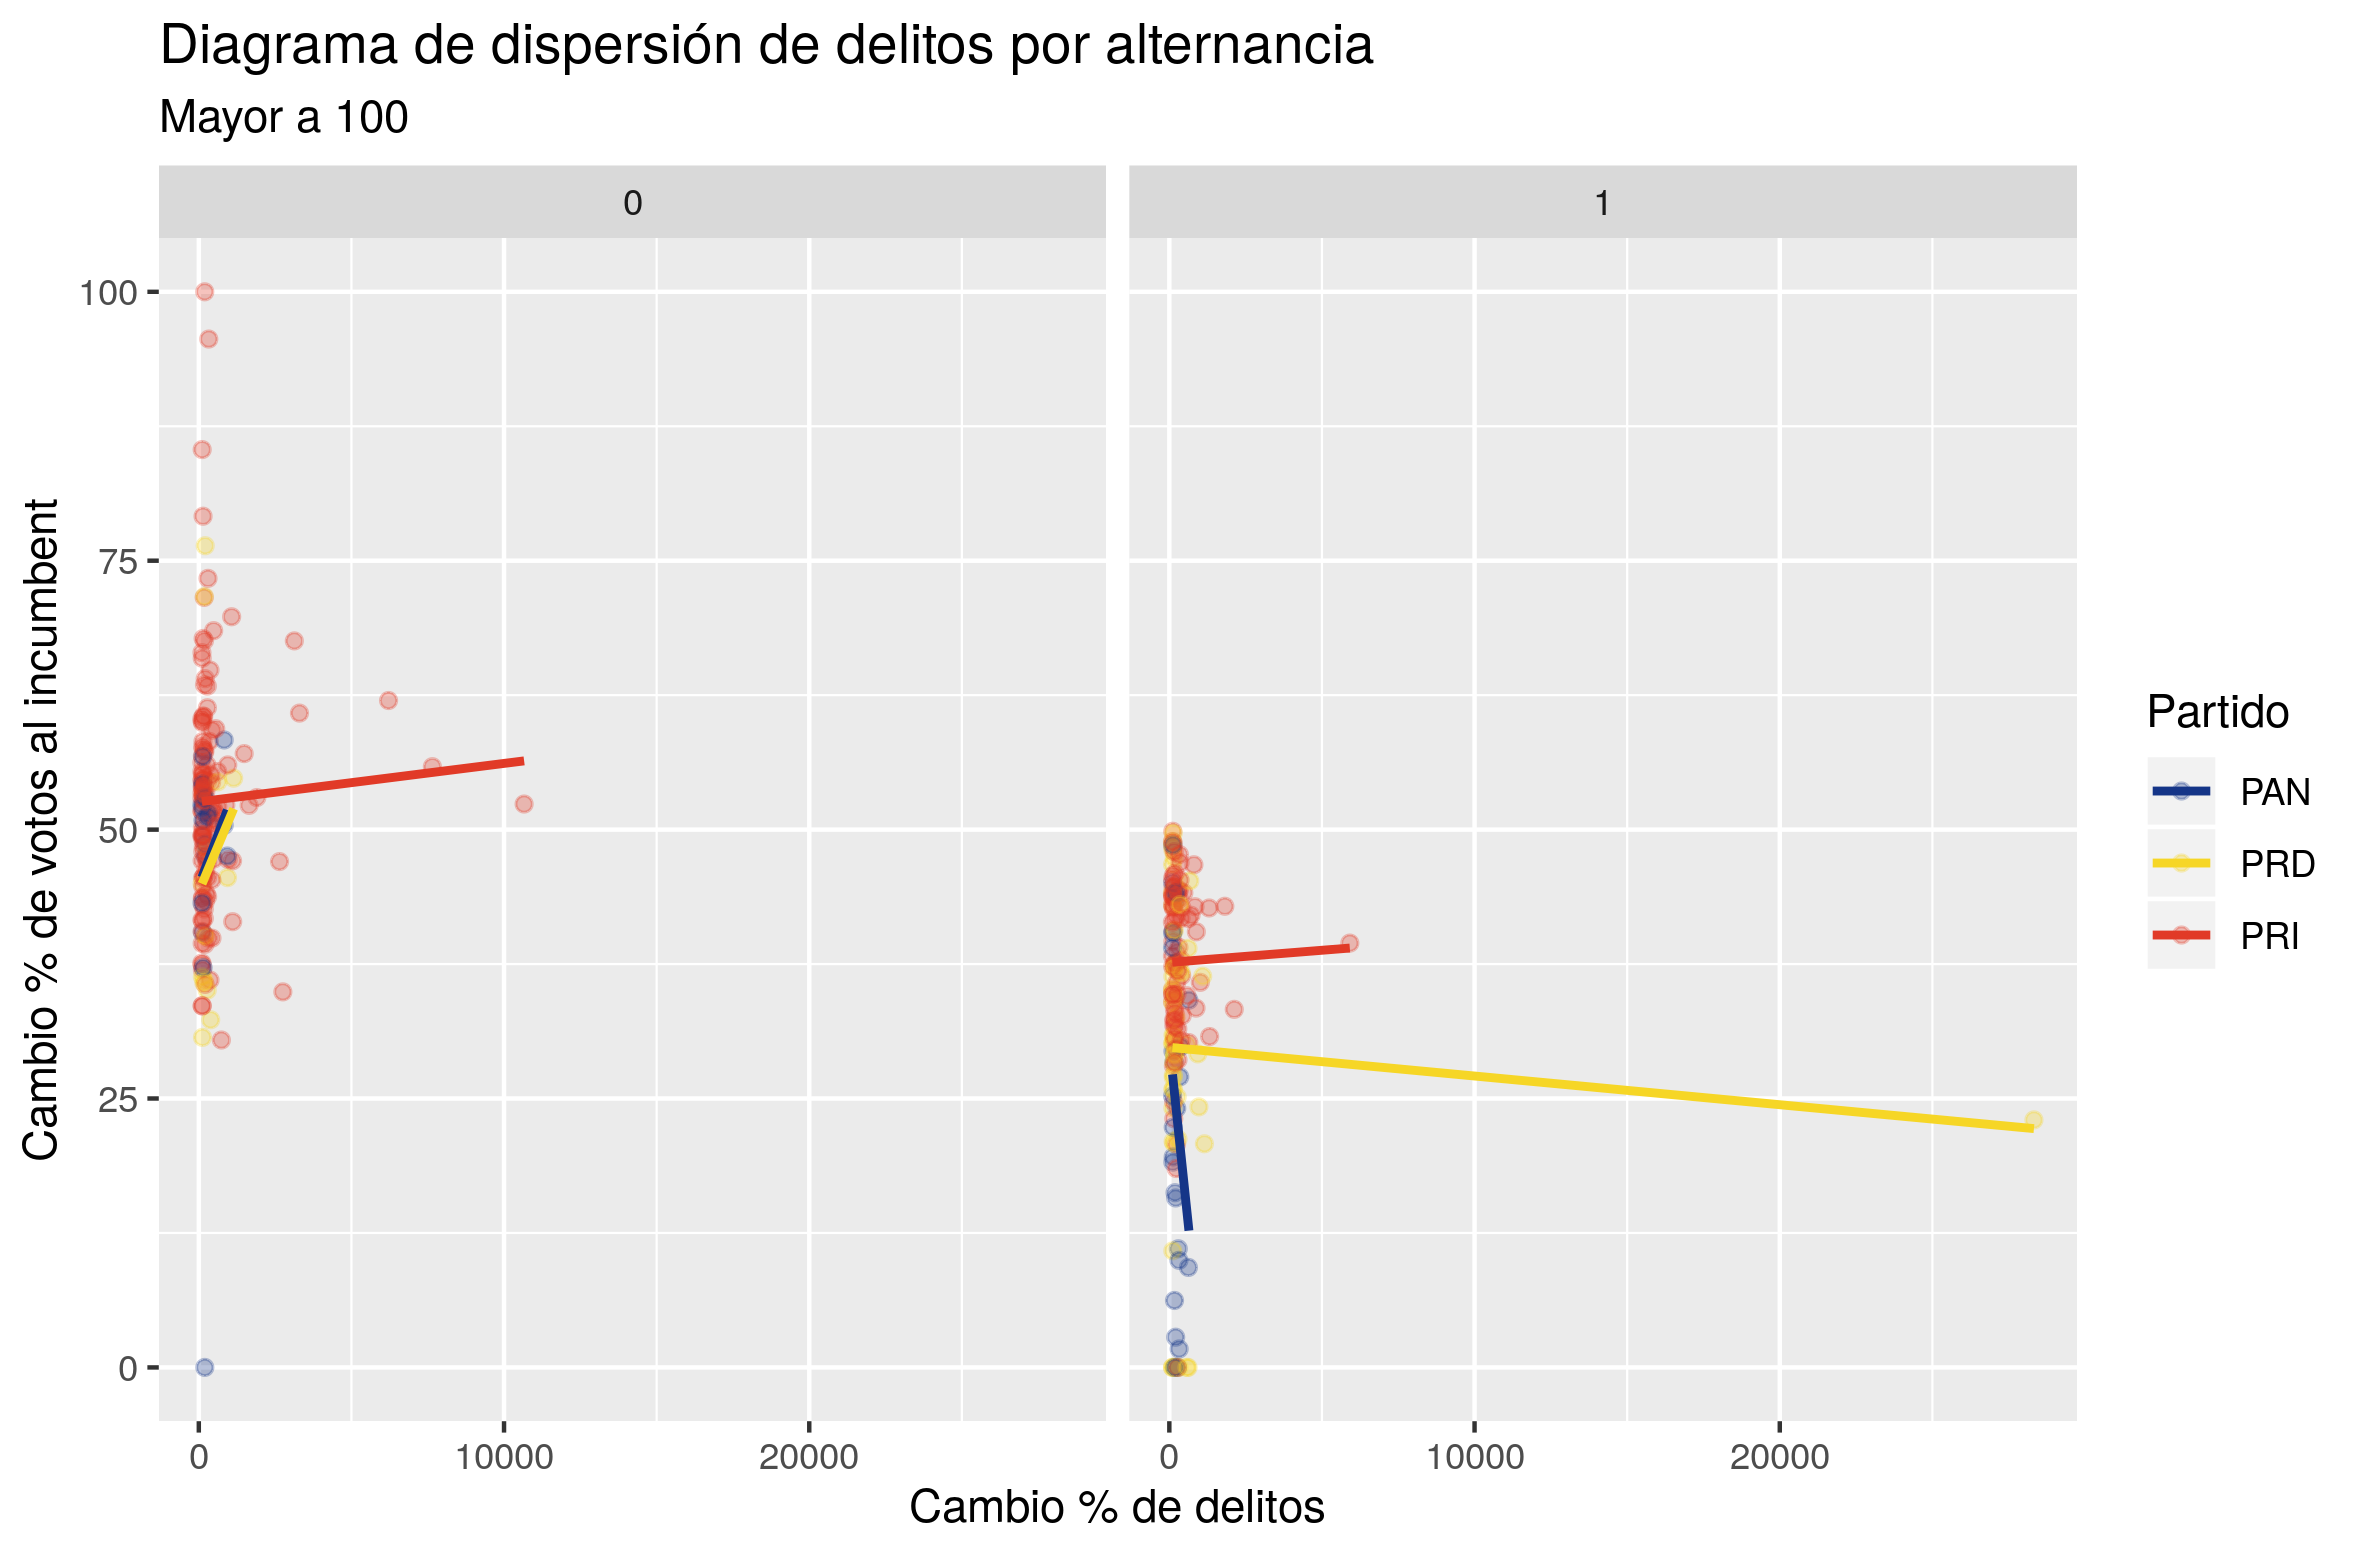 Diagrama de dispersión de delitos por alternancia
Mayor a 100
0
1
100
75
50
25
0
Cambio % de votos al incumbent
0
10000
20000
0
10000
20000
Cambio % de delitos
Partido
PAN
PRD
PRI